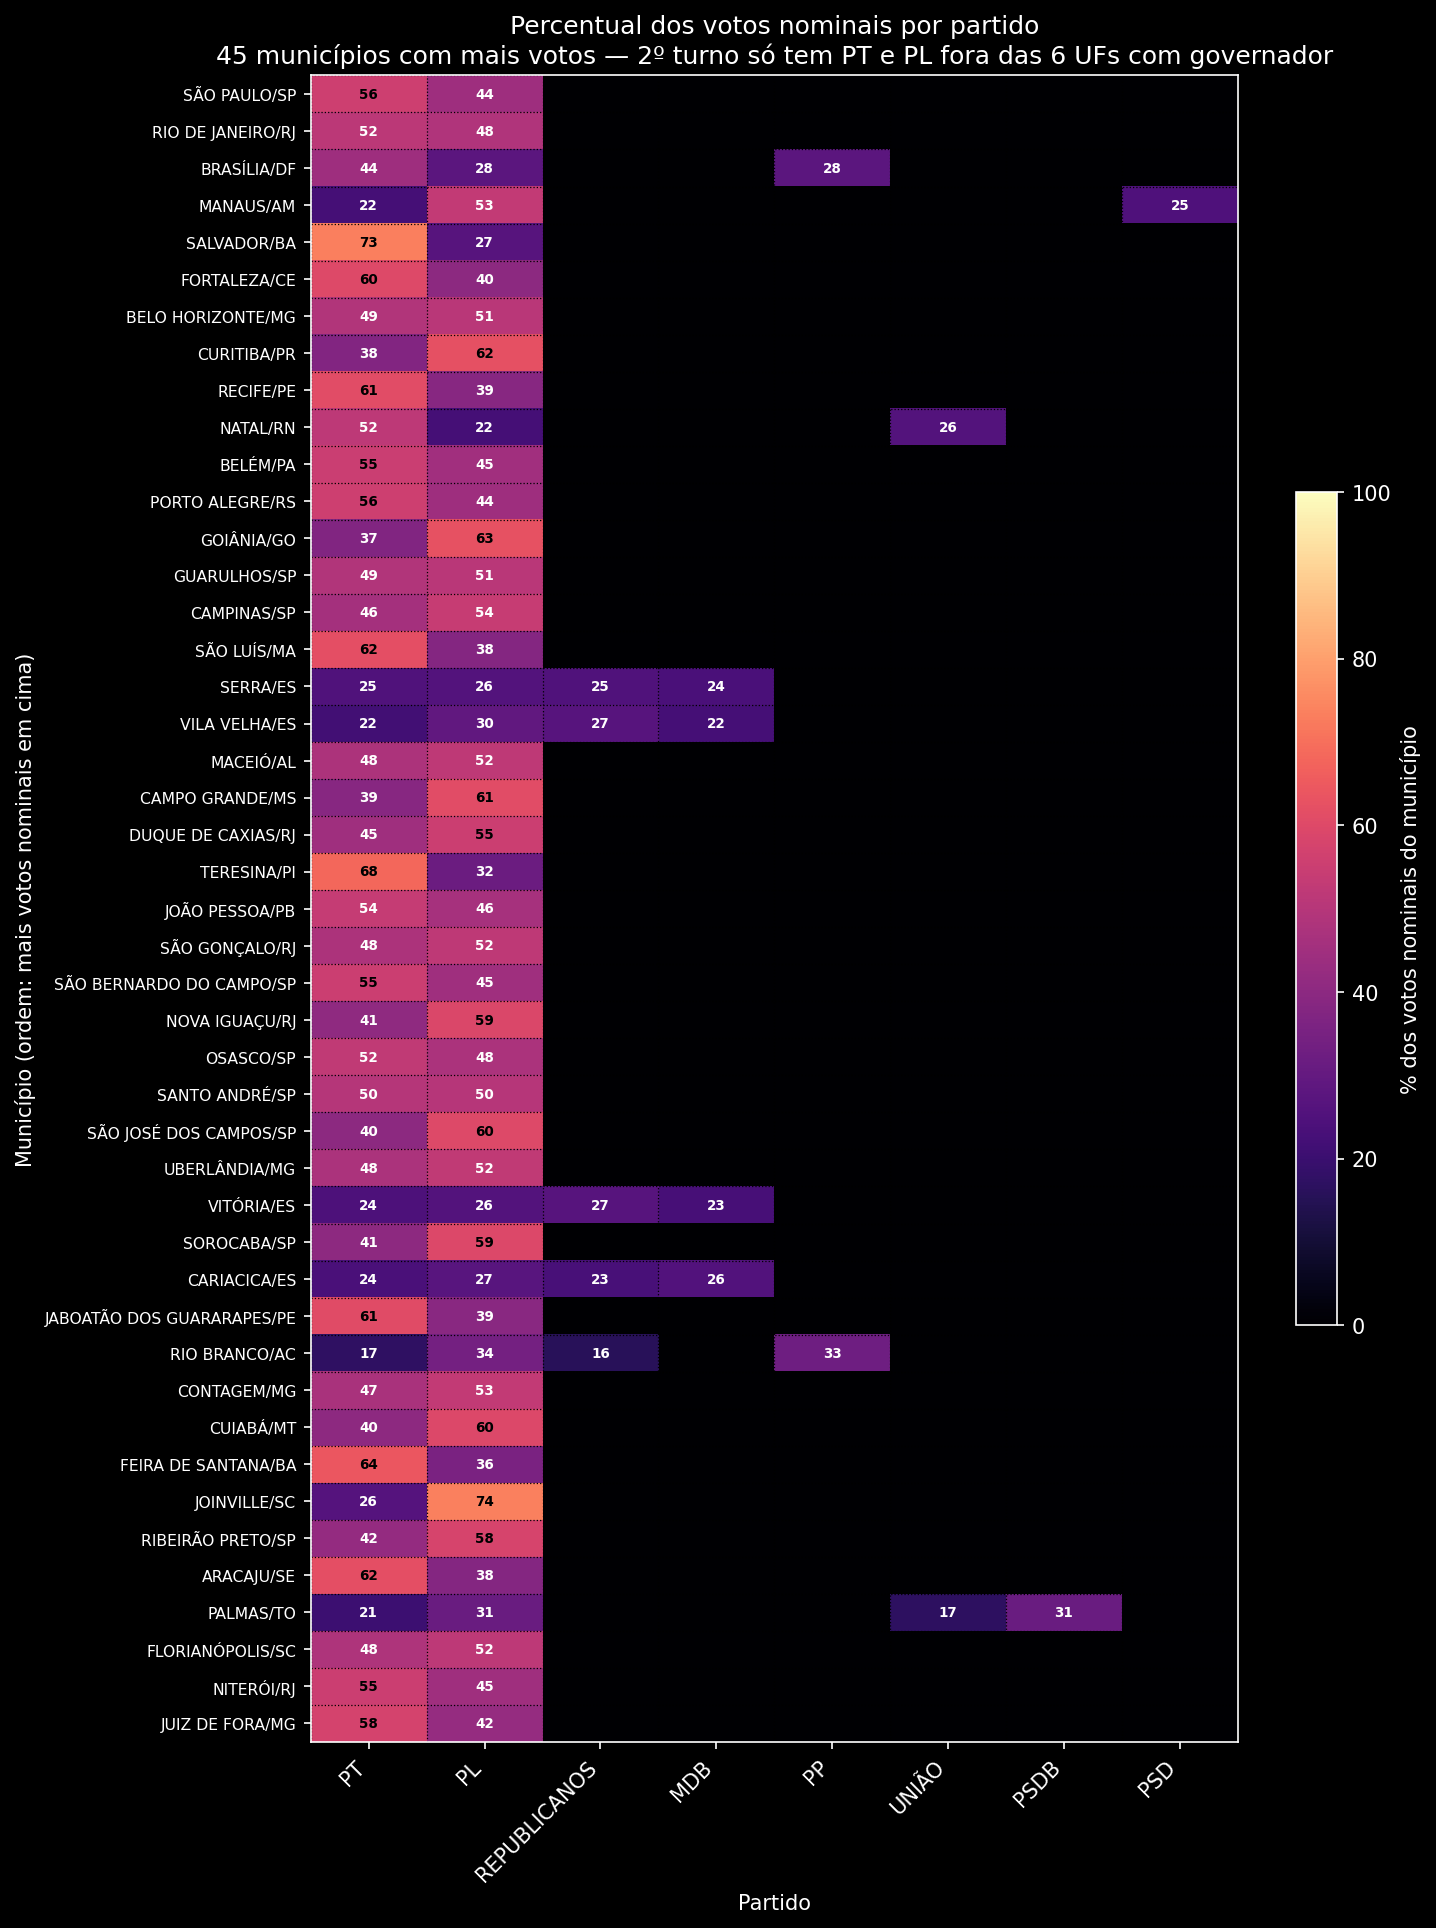 Percentual dos votos nominais por partido
45 municípios com mais votos — 2º turno só tem PT e PL fora das 6 UFs com governador
Município (ordem: mais votos nominais em cima)
SÃO PAULO/SP 56 44
RIO DE JANEIRO/RJ 52 48
BRASÍLIA/DF 44 28 28
MANAUS/AM 22 53 25
SALVADOR/BA 73 27
FORTALEZA/CE 60 40
BELO HORIZONTE/MG 49 51
CURITIBA/PR 38 62
RECIFE/PE 61 39
NATAL/RN 52 22 26
BELÉM/PA 55 45
PORTO ALEGRE/RS 56 44
GOIÂNIA/GO 37 63
GUARULHOS/SP 49 51
CAMPINAS/SP 46 54
SÃO LUÍS/MA 62 38
SERRA/ES 25 26 25 24
VILA VELHA/ES 22 30 27 22
MACEIÓ/AL 48 52
CAMPO GRANDE/MS 39 61
DUQUE DE CAXIAS/RJ 45 55
TERESINA/PI 68 32
JOÃO PESSOA/PB 54 46
SÃO GONÇALO/RJ 48 52
SÃO BERNARDO DO CAMPO/SP 55 45
NOVA IGUAÇU/RJ 41 59
OSASCO/SP 52 48
SANTO ANDRÉ/SP 50 50
SÃO JOSÉ DOS CAMPOS/SP 40 60
UBERLÂNDIA/MG 48 52
VITÓRIA/ES 24 26 27 23
SOROCABA/SP 41 59
CARIACICA/ES 24 27 23 26
JABOATÃO DOS GUARARAPES/PE 61 39
RIO BRANCO/AC 17 34 16 33
CONTAGEM/MG 47 53
CUIABÁ/MT 40 60
FEIRA DE SANTANA/BA 64 36
JOINVILLE/SC 26 74
RIBEIRÃO PRETO/SP 42 58
ARACAJU/SE 62 38
PALMAS/TO 21 31 17 31
FLORIANÓPOLIS/SC 48 52
NITERÓI/RJ 55 45
JUIZ DE FORA/MG 58 42
PT PL REPUBLICANOS MDB PP UNIÃO PSDB PSD
Partido
100
80
60
40
20
0
% dos votos nominais do município